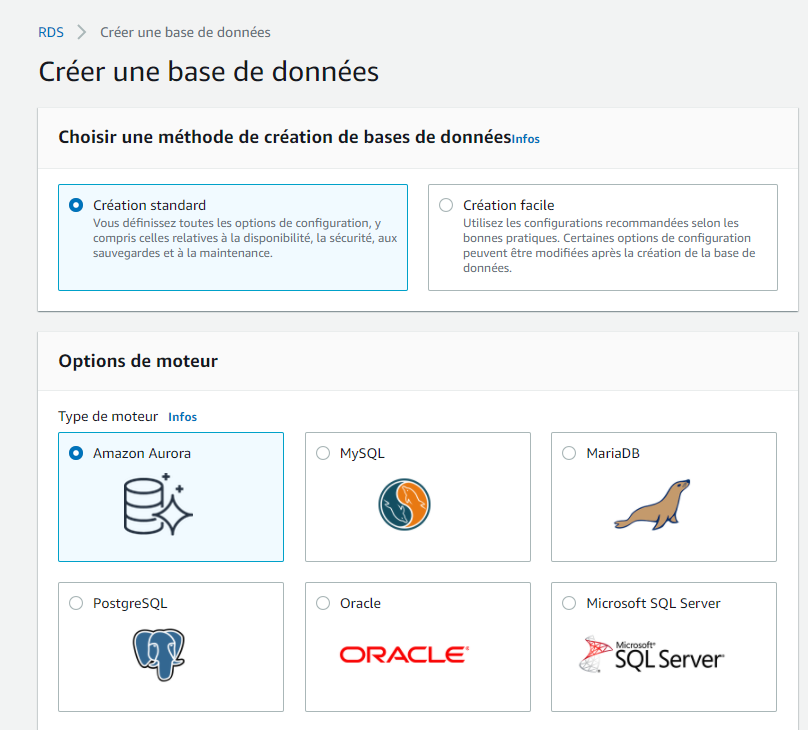 RDS > Créer une base de données
Créer une base de données
Choisir une méthode de création de bases de données Infos
Création standard
Vous définissez toutes les options de configuration, y
compris celles relatives à la disponibilité, la sécurité, aux
sauvegardes et à la maintenance.
Création facile
Utilisez les configurations recommandées selon les
bonnes pratiques. Certaines options de configuration
peuvent être modifiées après la création de la base de
données.
Options de moteur
Type de moteur Infos
Amazon Aurora
MySQL
MariaDB
PostgreSQL
Oracle
ORACLE®
Microsoft SQL Server
Microsoft®
SQL Server®